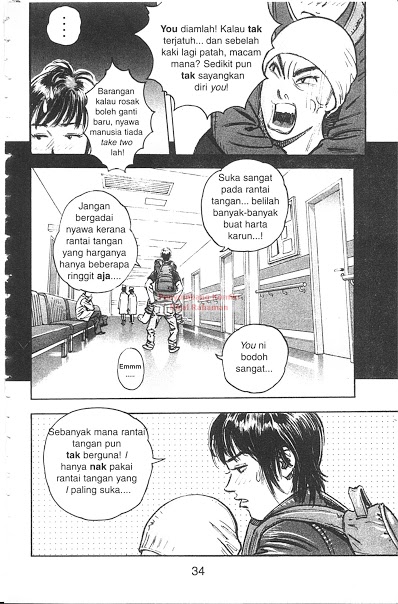 ....
You diamlah! Kalau tak
terjatuh... dan sebelah
kaki lagi patah, macam
mana? Sedikit pun
tak sayangkan
diri you!
Barangan
kalau rosak
boleh ganti
baru, nyawa
manusia tiada
take two
lah!
Suka sangat
pada rantai
tangan... belilah
banyak-banyak
buat harta
karun...!
Jangan
bergadai
nyawa kerana
rantai tangan
yang harganya
hanya beberapa
ringgit aja....
Emmm
.....
You ni
bodoh
sangat...
Sebanyak mana rantai
tangan pun
tak berguna! I
hanya nak pakai
rantai tangan yang
I paling suka....
34